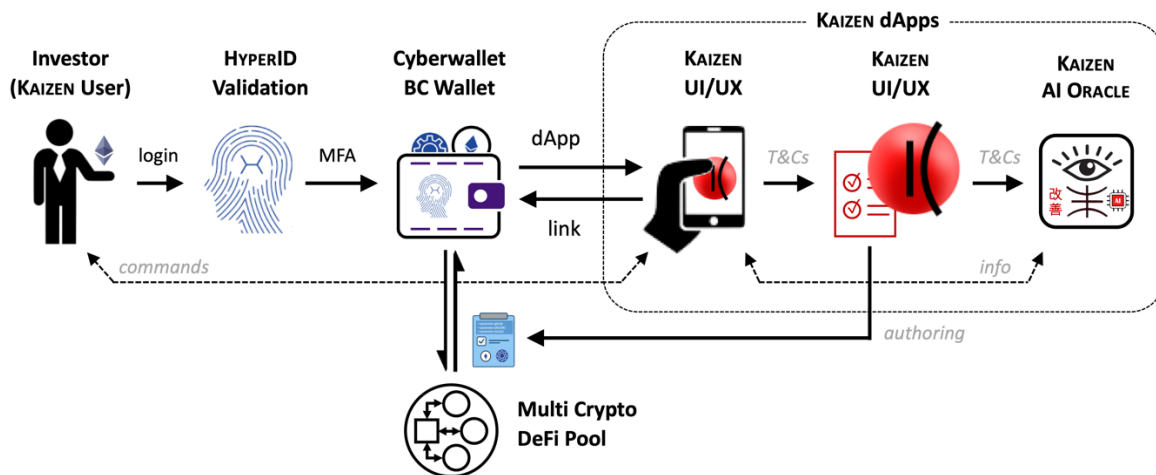 KAIZEN dApps
Investor
(KAIZEN User)
HYPERID
Validation
Cyberwallet
BC Wallet
KAIZEN
UI/UX
KAIZEN
UI/UX
KAIZEN
AI ORACLE
login
MFA
dApp
link
T&Cs
T&Cs
改
善
AI
commands
info
authoring
Multi Crypto
DeFi Pool